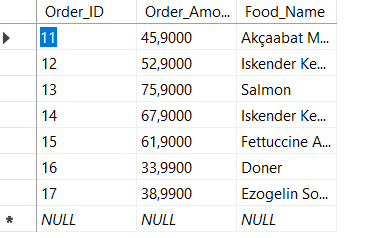 Order_ID Order_Amo... Food_Name
11 45,9000 Akçaabat M...
12 52,9000 Iskender Ke...
13 75,9000 Salmon
14 67,9000 Iskender Ke...
15 61,9000 Fettuccine A...
16 33,9900 Doner
17 38,9900 Ezogelin So...
* NULL NULL NULL